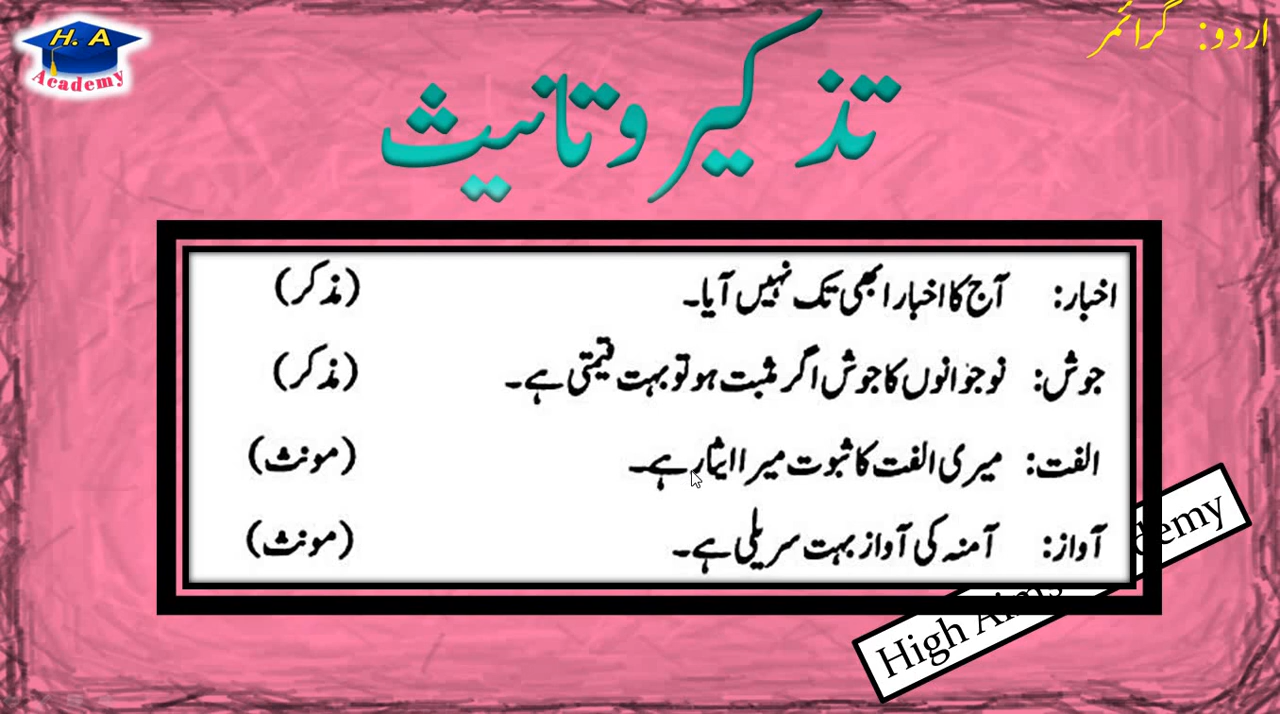 H. A
Academy
اردو: گرائمر
تذکیر و تانیث
اخبار: آج کا اخبار ابھی تک نہیں آیا۔ (مذکر)
جوش: نوجوانوں کا جوش اگر مثبت ہو تو بہت قیمتی ہے۔ (مذکر)
الفت: میری الفت کا ثبوت میرا ایثار ہے۔ (مونث)
آواز: آمنہ کی آواز بہت سریلی ہے۔ (مونث)
High